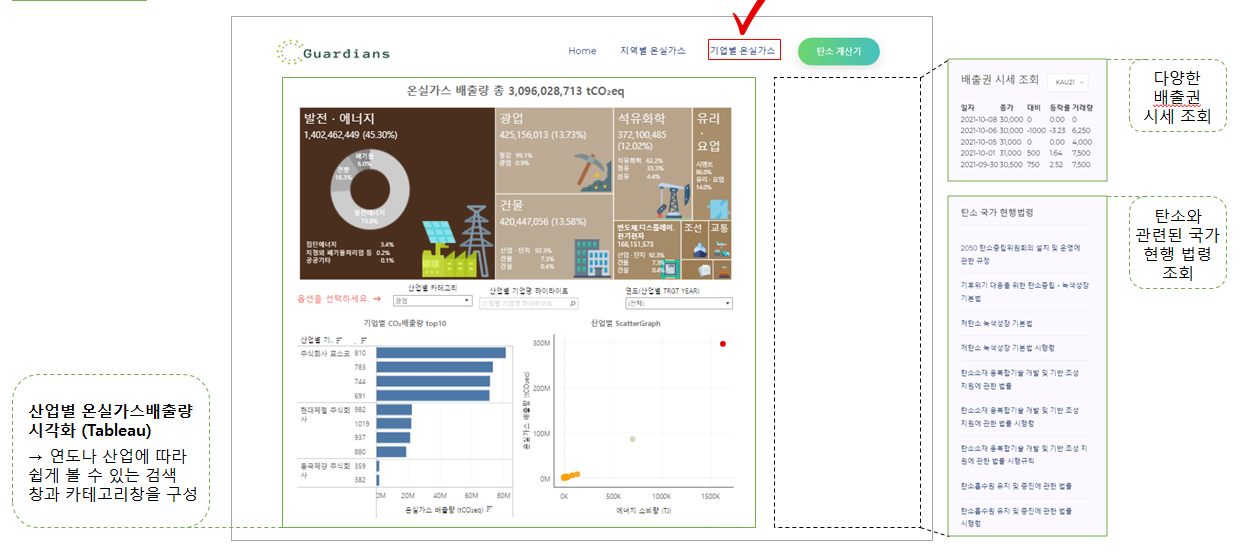 Guardians
Home
지역별 온실가스
기업별 온실가스
탄소 계산기
온실가스 배출량 총 3,096,028,713 tCO₂eq
발전 · 에너지
1,402,462,449 (45.30%)
폐기물
6.0%
전환
16.3%
발전에너지
73.8%
집단에너지 3.4%
지정외 폐기물처리업 등 0.2%
공공기타 0.1%
광업
425,156,013 (13.73%)
철강 99.1%
광업 0.9%
건물
420,447,056 (13.58%)
산업 · 단지 92.3%
건물 7.3%
건설 0.4%
석유화학
372,100,485
(12.02%)
석유화학 62.2%
정유 33.3%
섬유 4.4%
유리
·
요업
시멘트
86.0%
유리 · 요업
14.0%
반도체.디스플레이.
전기전자
166,151,573
산업 · 단지 92.3%
건물 7.3%
건설 0.4%
조선
교통
옵션을 선택하세요. →
산업별 카테고리
광업
산업별 기업명 하이라이트
산업별 기업명 하이라이트
연도(산업별 TRGT YEAR)
(전체)
기업별 CO₂배출량 top10
산업별 기..
주식회사 포스코 810
783
744
691
현대제철 주식회사 982
1019
937
880
동국제강 주식회사 359
382
0M 20M 40M 60M 80M
온실가스 배출량 (tCO₂eq)
산업별 ScatterGraph
온실가스 배출량 (tCO₂eq)
300M
200M
100M
0M
0K 500K 1000K 1500K
에너지 소비량 (TJ)
산업별 온실가스배출량
시각화 (Tableau)
→ 연도나 산업에 따라
쉽게 볼 수 있는 검색
창과 카테고리창을 구성
배출권 시세 조회
KAU21
일자 종가 대비 등락률 거래량
2021-10-08 30,000 0 0.00 0
2021-10-06 30,000 -1000 -3.23 6,250
2021-10-05 31,000 0 0.00 4,000
2021-10-01 31,000 500 1.64 7,500
2021-09-30 30,500 750 2.52 7,500
다양한
배출권
시세 조회
탄소 국가 현행법령
2050 탄소중립위원회의 설치 및 운영에
관한 규정
기후위기 대응을 위한 탄소중립 · 녹색성장
기본법
저탄소 녹색성장 기본법
저탄소 녹색성장 기본법 시행령
탄소소재 융복합기술 개발 및 기반 조성
지원에 관한 법률
탄소소재 융복합기술 개발 및 기반 조성
지원에 관한 법률 시행령
탄소소재 융복합기술 개발 및 기반 조성 지
원에 관한 법률 시행규칙
탄소흡수원 유지 및 증진에 관한 법률
탄소흡수원 유지 및 증진에 관한 법률
시행령
탄소와
관련된 국가
현행 법령
조회